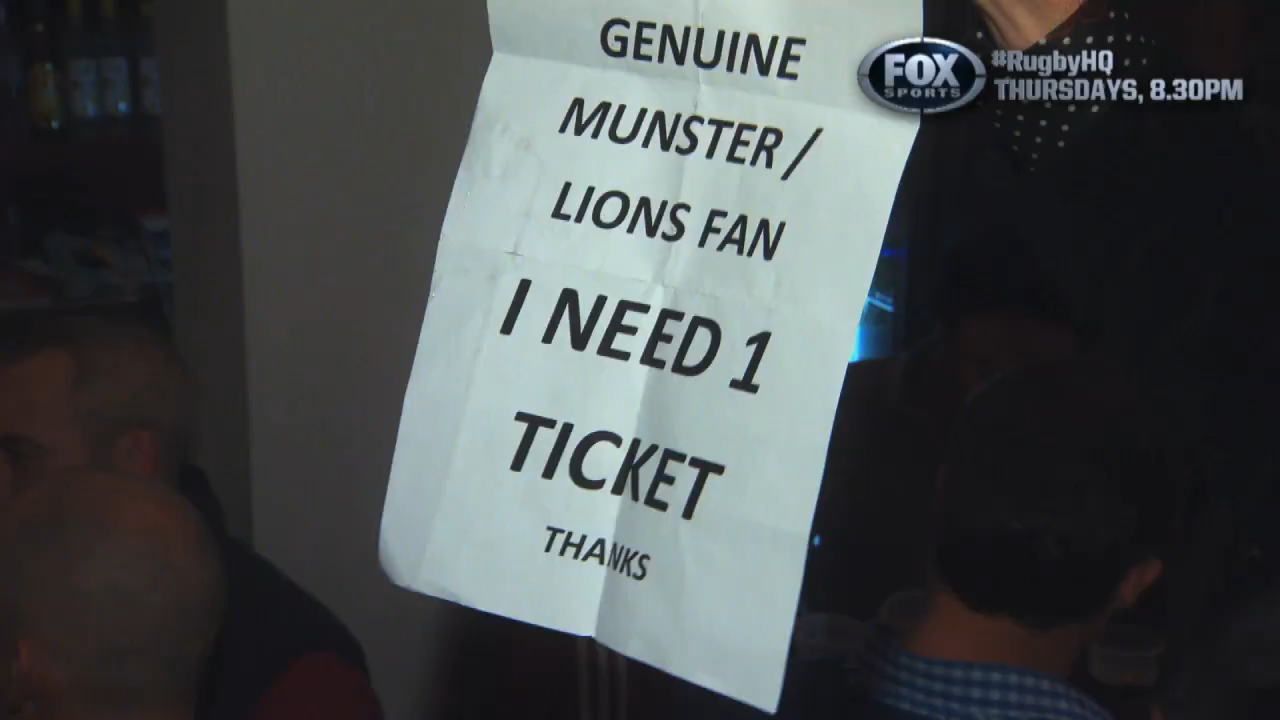 GENUINE
MUNSTER /
LIONS FAN
I NEED 1
TICKET
THANKS
FOX
SPORTS
#RugbyHQ
THURSDAYS, 8.30PM